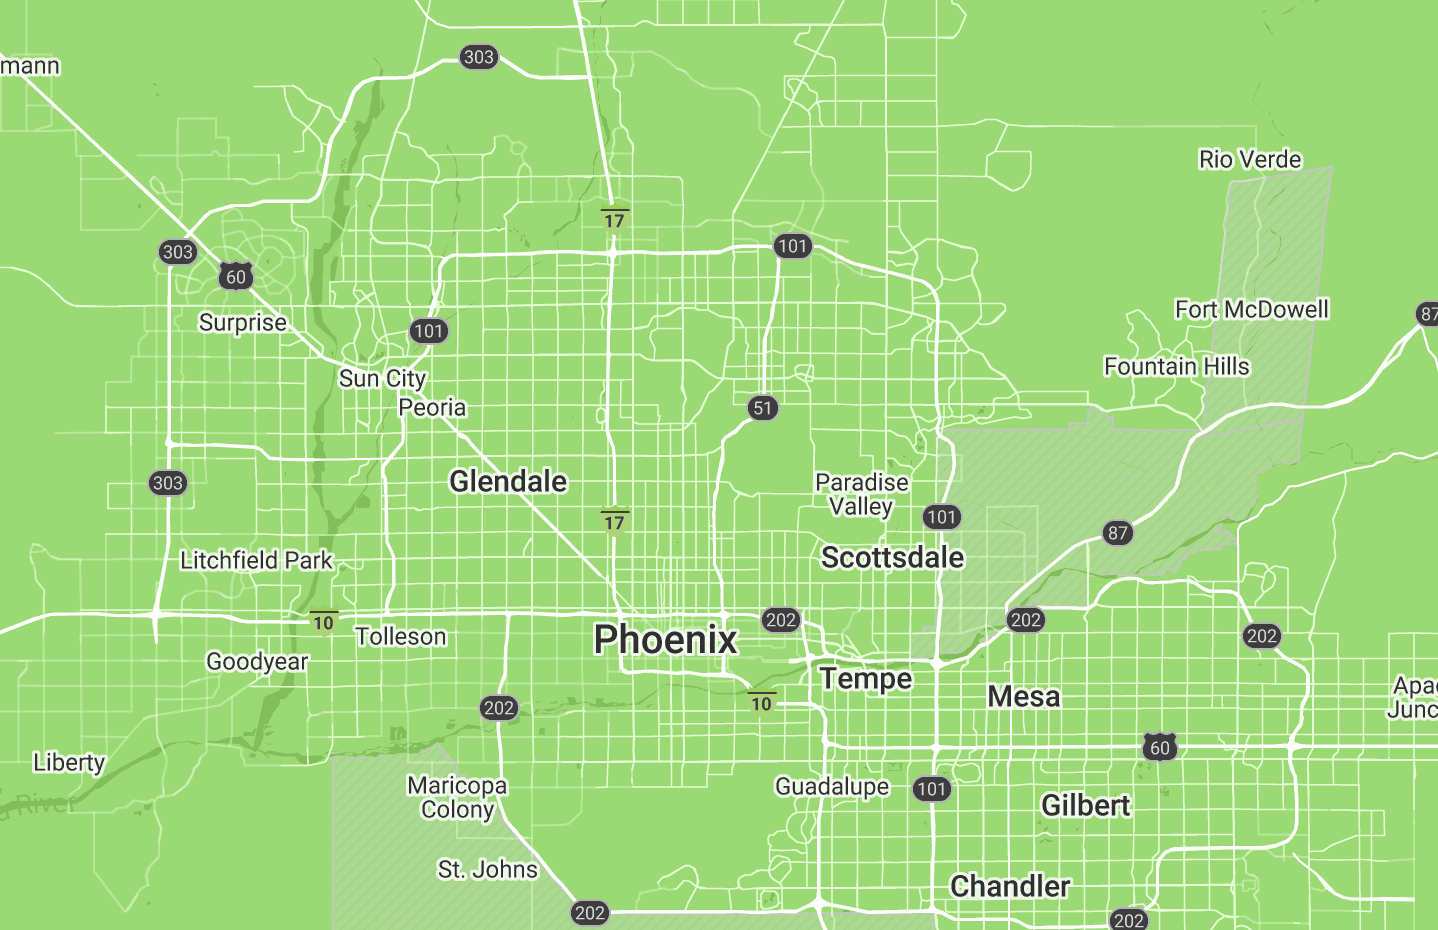 303
mann
Rio Verde
17
101
303
60
Surprise
Fort McDowell
87
101
Fountain Hills
Sun City
Peoria
51
Glendale
303
Paradise
Valley
17
101
87
Scottsdale
Litchfield Park
10
Tolleson
202
202
202
Phoenix
Goodyear
Tempe
Mesa
Apac
Junc
202
10
60
Liberty
Maricopa
Colony
Guadalupe
101
Gilbert
a River
St. Johns
Chandler
202
202